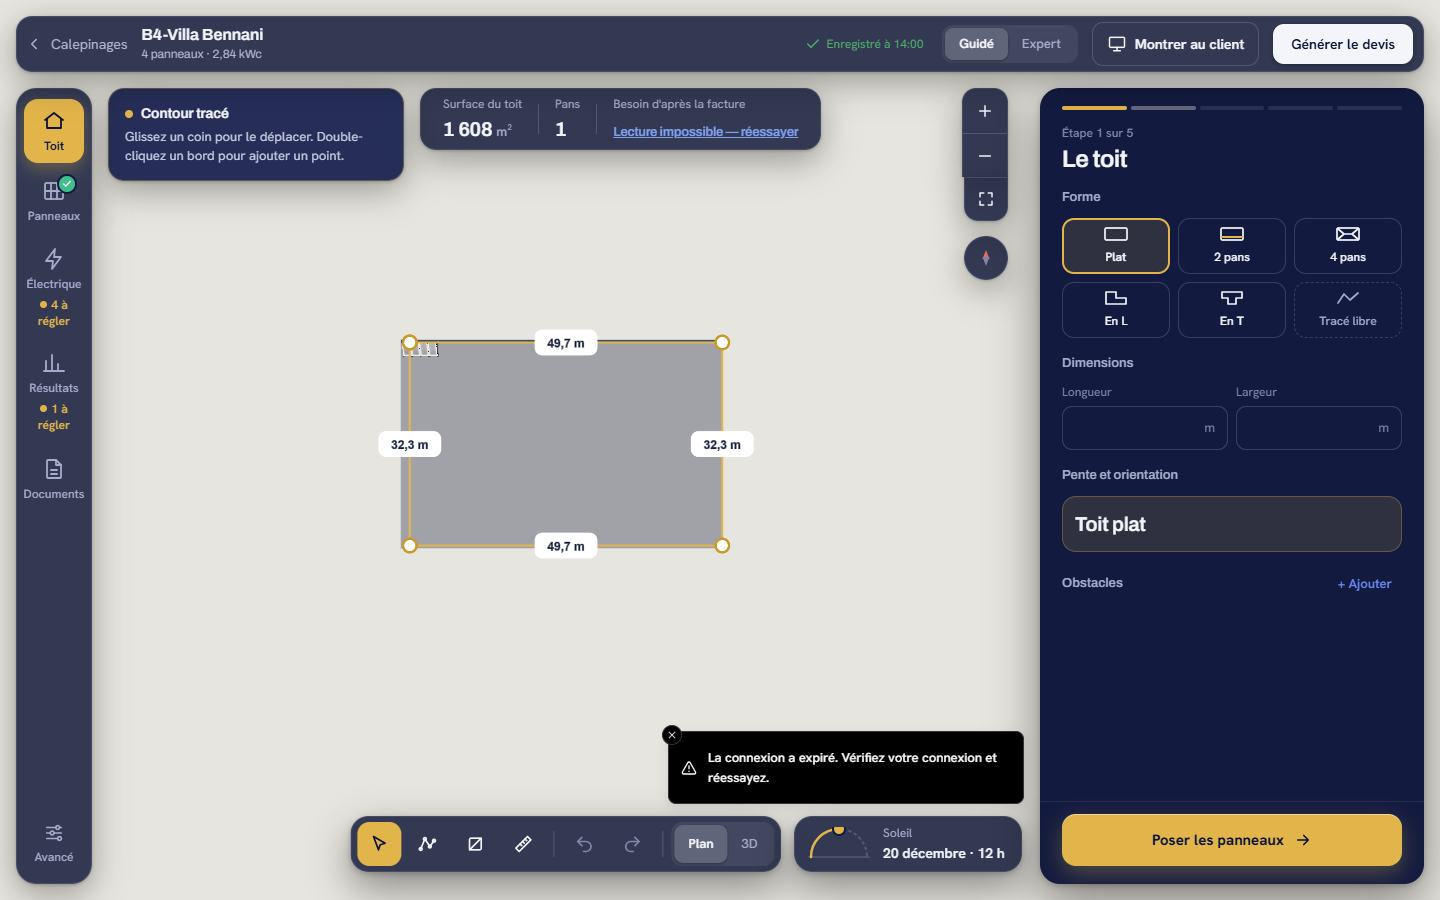 Calepinages
B4-Villa Bennani
4 panneaux · 2,84 kWc
Enregistré à 14:00
Guidé
Expert
Montrer au client
Générer le devis
Toit
Panneaux
Électrique
4 à
régler
Résultats
1 à
régler
Documents
Avancé
Contour tracé
Glissez un coin pour le déplacer. Double-
cliquez un bord pour ajouter un point.
Surface du toit
1 608 m²
Pans
1
Besoin d'après la facture
Lecture impossible — réessayer
49,7 m
32,3 m
32,3 m
49,7 m
La connexion a expiré. Vérifiez votre connexion et
réessayez.
Plan
3D
Soleil
20 décembre · 12 h
Étape 1 sur 5
Le toit
Forme
Plat
2 pans
4 pans
En L
En T
Tracé libre
Dimensions
Longueur
Largeur
m
m
Pente et orientation
Toit plat
Obstacles
+ Ajouter
Poser les panneaux